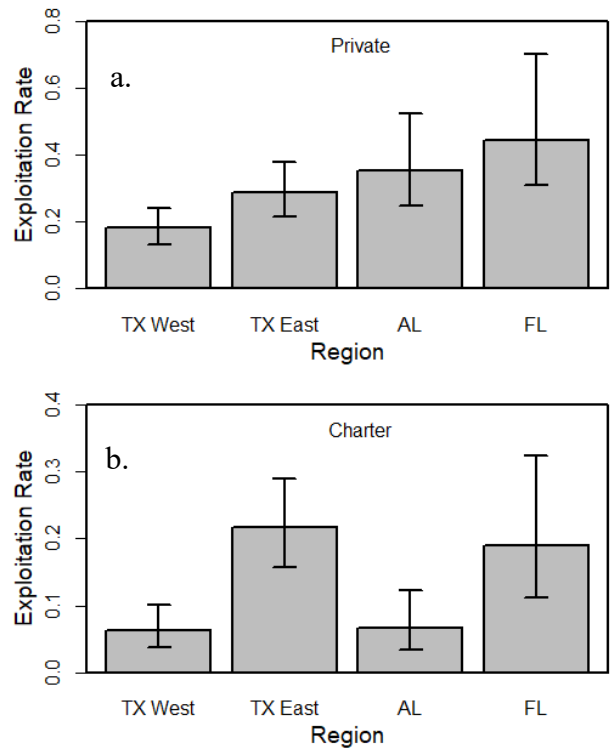 Private
a.
Exploitation Rate
0.8
0.6
0.4
0.2
0.0
TX West TX East AL FL
Region
Charter
b.
Exploitation Rate
0.4
0.3
0.2
0.1
0.0
TX West TX East AL FL
Region